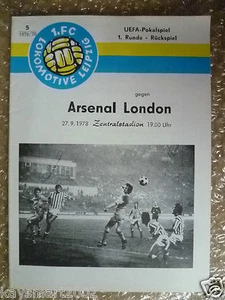 5
1978/79
1.FC
LOKOMOTIVE LEIPZIG
UEFA-Pokalspiel
1. Runde - Rückspiel
gegen
Arsenal London
27.9.1978 Zentralstadion 19.00 Uhr